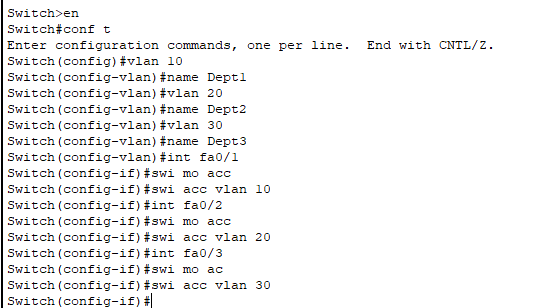 Switch>en
Switch#conf t
Enter configuration commands, one per line.  End with CNTL/Z.
Switch(config)#vlan 10
Switch(config-vlan)#name Dept1
Switch(config-vlan)#vlan 20
Switch(config-vlan)#name Dept2
Switch(config-vlan)#vlan 30
Switch(config-vlan)#name Dept3
Switch(config-vlan)#int fa0/1
Switch(config-if)#swi mo acc
Switch(config-if)#swi acc vlan 10
Switch(config-if)#int fa0/2
Switch(config-if)#swi mo acc
Switch(config-if)#swi acc vlan 20
Switch(config-if)#int fa0/3
Switch(config-if)#swi mo ac
Switch(config-if)#swi acc vlan 30
Switch(config-if)#